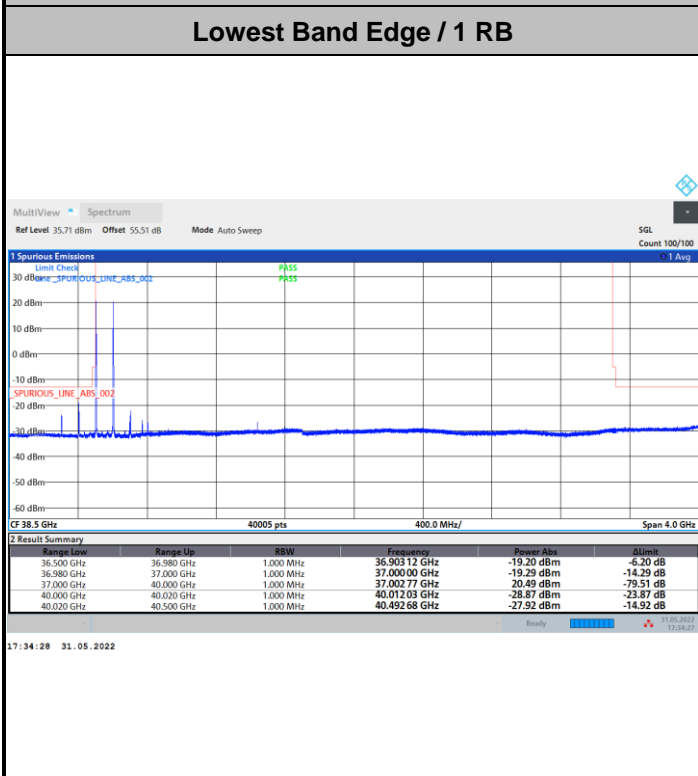 Lowest Band Edge / 1 RB
MultiView Spectrum
Ref Level 35.71 dBm Offset 55.51 dB Mode Auto Sweep SGL
Count 100/100
1 Spurious Emissions 1 Avg
Limit Check PASS
30 dBm Line _SPURIOUS_LINE_ABS_002 PASS
20 dBm
10 dBm
0 dBm
-10 dBm
_SPURIOUS_LINE_ABS_002
-20 dBm
-30 dBm
-40 dBm
-50 dBm
-60 dBm
CF 38.5 GHz 40005 pts 400.0 MHz/ Span 4.0 GHz
2 Result Summary
Range Low Range Up RBW Frequency Power Abs ΔLimit
36.500 GHz 36.980 GHz 1.000 MHz 36.903 12 GHz -19.20 dBm -6.20 dB
36.980 GHz 37.000 GHz 1.000 MHz 37.000 00 GHz -19.29 dBm -14.29 dB
37.000 GHz 40.000 GHz 1.000 MHz 37.002 77 GHz 20.49 dBm -79.51 dB
40.000 GHz 40.020 GHz 1.000 MHz 40.012 03 GHz -28.87 dBm -23.87 dB
40.020 GHz 40.500 GHz 1.000 MHz 40.492 68 GHz -27.92 dBm -14.92 dB
Ready 31.05.2022
17:34:27
17:34:28 31.05.2022